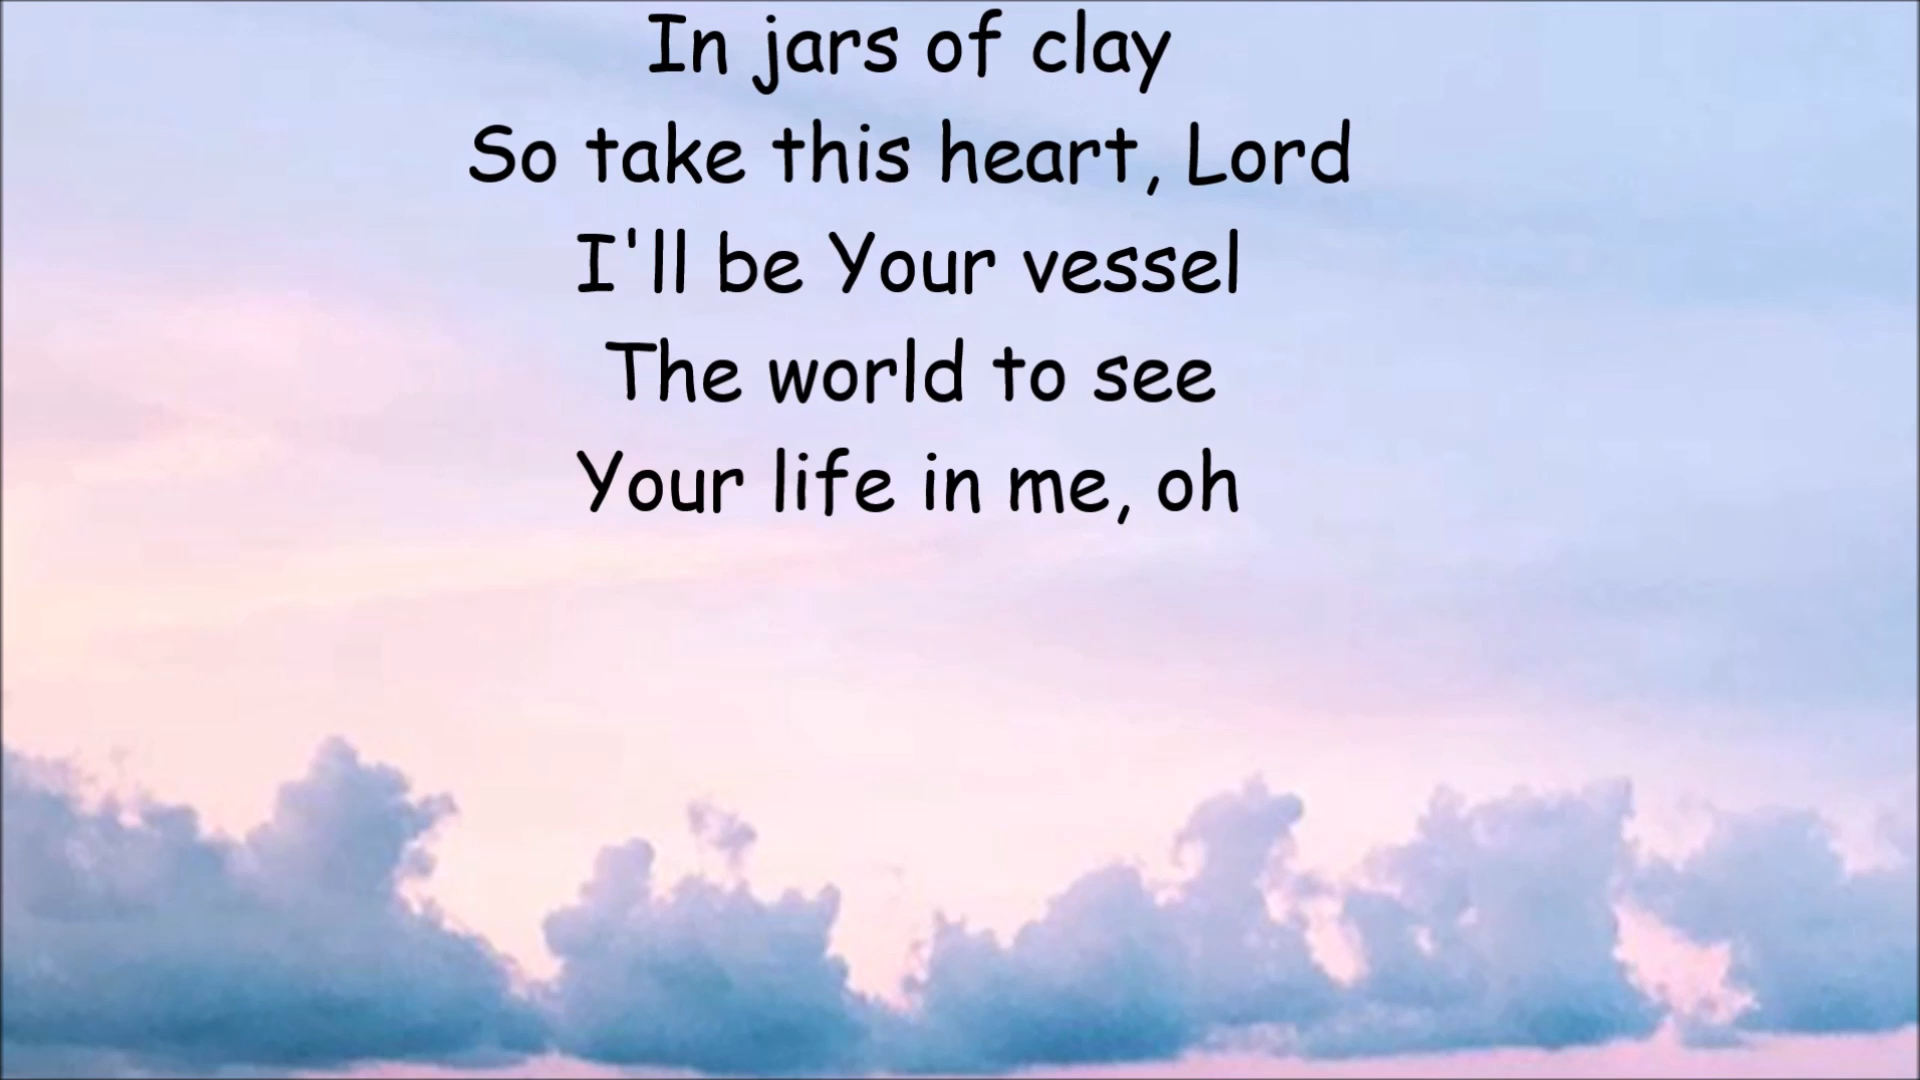 In jars of clay
So take this heart, Lord
I'll be Your vessel
The world to see
Your life in me, oh